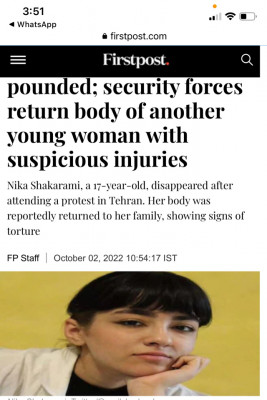 3:51
WhatsApp
firstpost.com
Firstpost.
pounded; security forces
return body of another
young woman with
suspicious injuries
Nika Shakarami, a 17-year-old, disappeared after
attending a protest in Tehran. Her body was
reportedly returned to her family, showing signs of
torture
FP Staff | October 02, 2022 10:54:17 IST